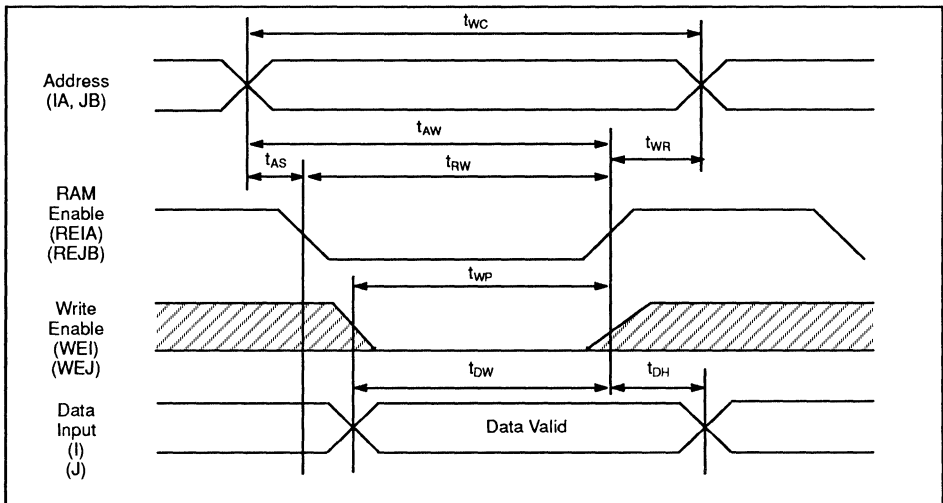 tWC
Address
(IA, JB)
tAW
tWR
tAS
tRW
RAM
Enable
(REIA)
(REJB)
tWP
Write
Enable
(WEI)
(WEJ)
tDW
tDH
Data
Input
(I)
(J)
Data Valid